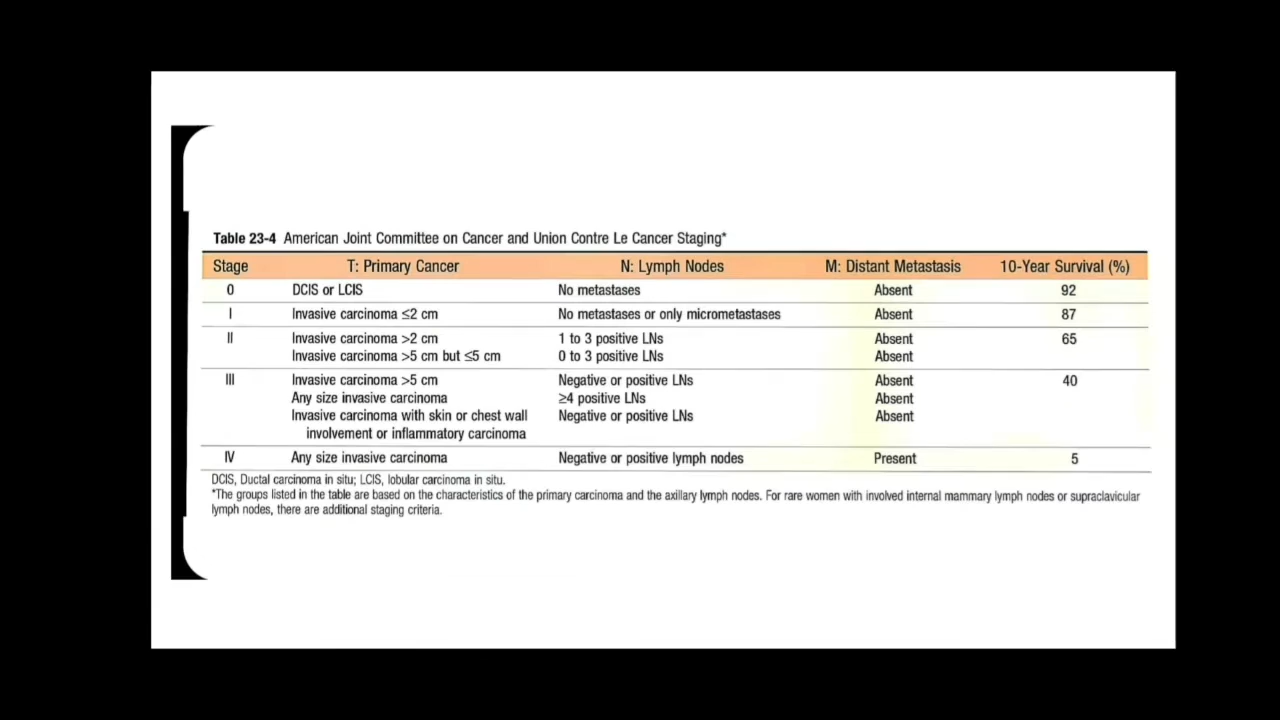 Table 23-4 American Joint Committee on Cancer and Union Contre Le Cancer Staging*
Stage T: Primary Cancer N: Lymph Nodes M: Distant Metastasis 10-Year Survival (%)
0 DCIS or LCIS No metastases Absent 92
I Invasive carcinoma ≤2 cm No metastases or only micrometastases Absent 87
II Invasive carcinoma >2 cm 1 to 3 positive LNs Absent 65
Invasive carcinoma >5 cm but ≤5 cm 0 to 3 positive LNs Absent
III Invasive carcinoma >5 cm Negative or positive LNs Absent 40
Any size invasive carcinoma ≥4 positive LNs Absent
Invasive carcinoma with skin or chest wall Negative or positive LNs Absent
involvement or inflammatory carcinoma
IV Any size invasive carcinoma Negative or positive lymph nodes Present 5
DCIS, Ductal carcinoma in situ; LCIS, lobular carcinoma in situ.
*The groups listed in the table are based on the characteristics of the primary carcinoma and the axillary lymph nodes. For rare women with involved internal mammary lymph nodes or supraclavicular
lymph nodes, there are additional staging criteria.